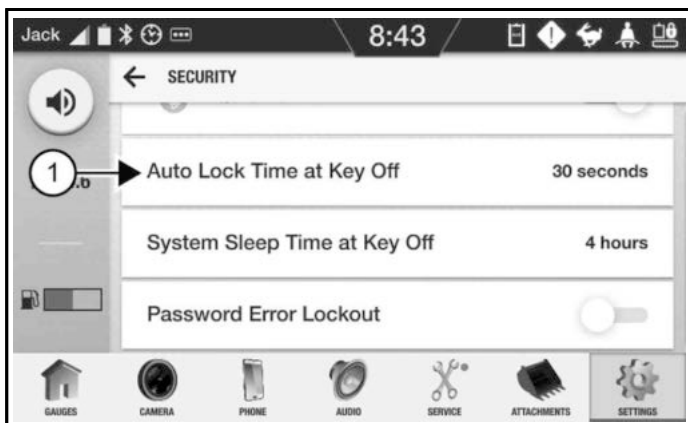 Jack 8:43
SECURITY
1
.6
Auto Lock Time at Key Off 30 seconds
System Sleep Time at Key Off 4 hours
Password Error Lockout
GAUGES CAMERA PHONE AUDIO SERVICE ATTACHMENTS SETTINGS